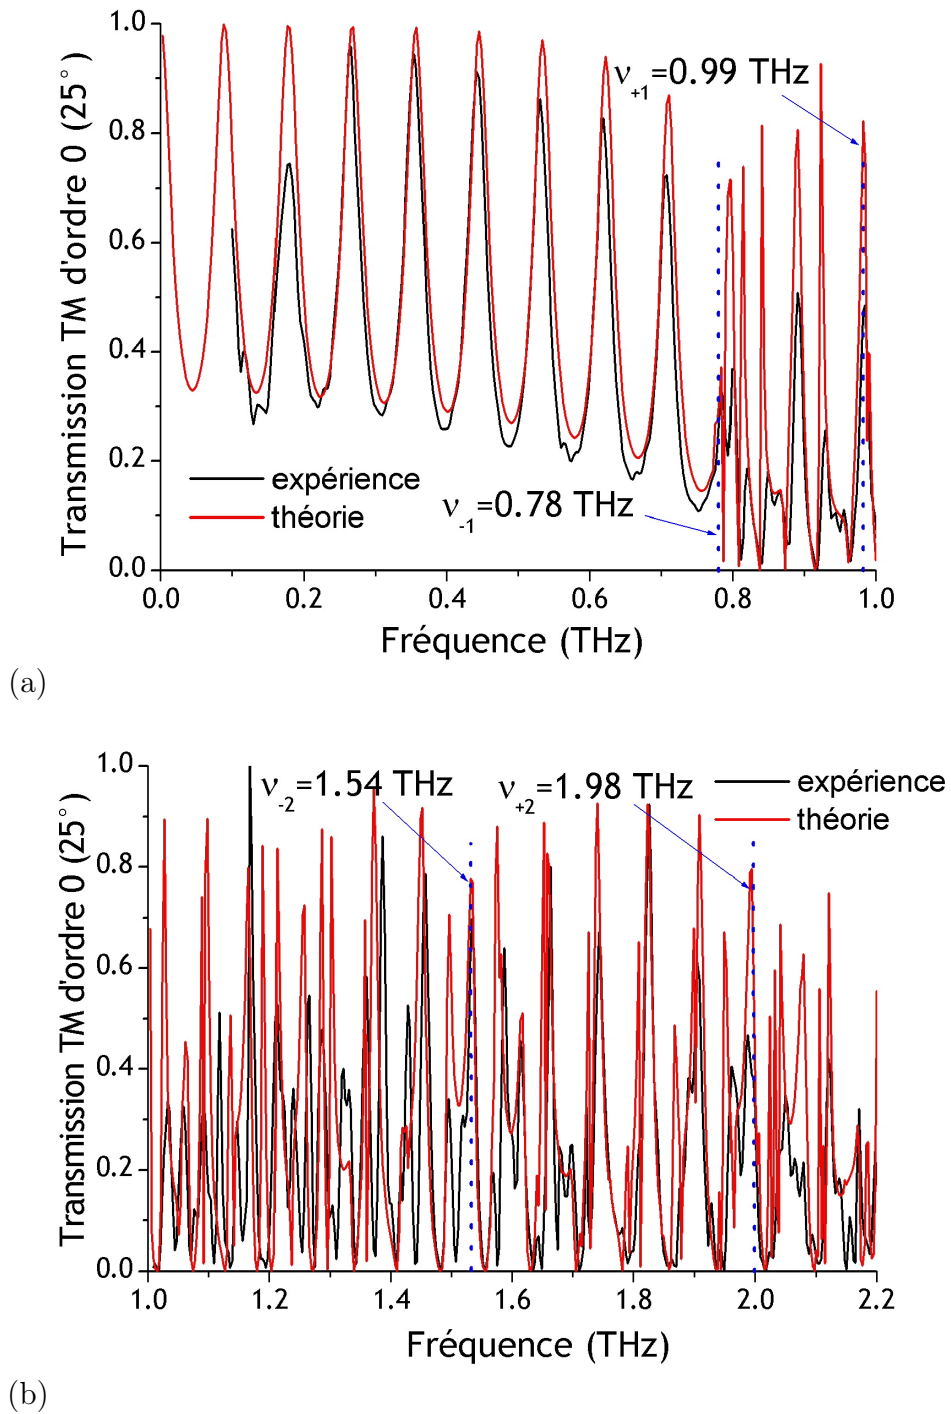 1.0
ν+1=0.99 THz
0.8
0.6
0.4
0.2
0.0
Transmission TM d'ordre 0 (25°)
expérience
théorie
ν-1=0.78 THz
0.0 0.2 0.4 0.6 0.8 1.0
Fréquence (THz)
(a)
1.0
ν-2=1.54 THz
ν+2=1.98 THz
expérience
théorie
0.8
0.6
0.4
0.2
0.0
Transmission TM d'ordre 0 (25°)
1.0 1.2 1.4 1.6 1.8 2.0 2.2
Fréquence (THz)
(b)